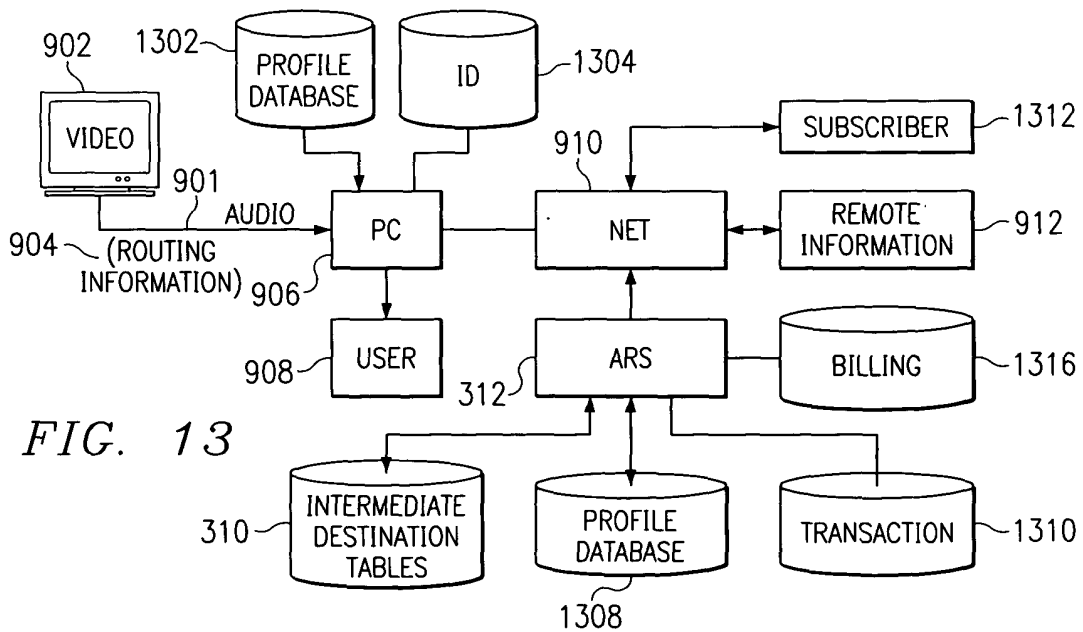 902
1302
PROFILE
DATABASE
ID
1304
VIDEO
901
AUDIO
904
(ROUTING
INFORMATION)
PC
906
910
NET
SUBSCRIBER
1312
REMOTE
INFORMATION
912
USER
908
ARS
312
BILLING
1316
FIG. 13
310
INTERMEDIATE
DESTINATION
TABLES
PROFILE
DATABASE
1308
TRANSACTION
1310